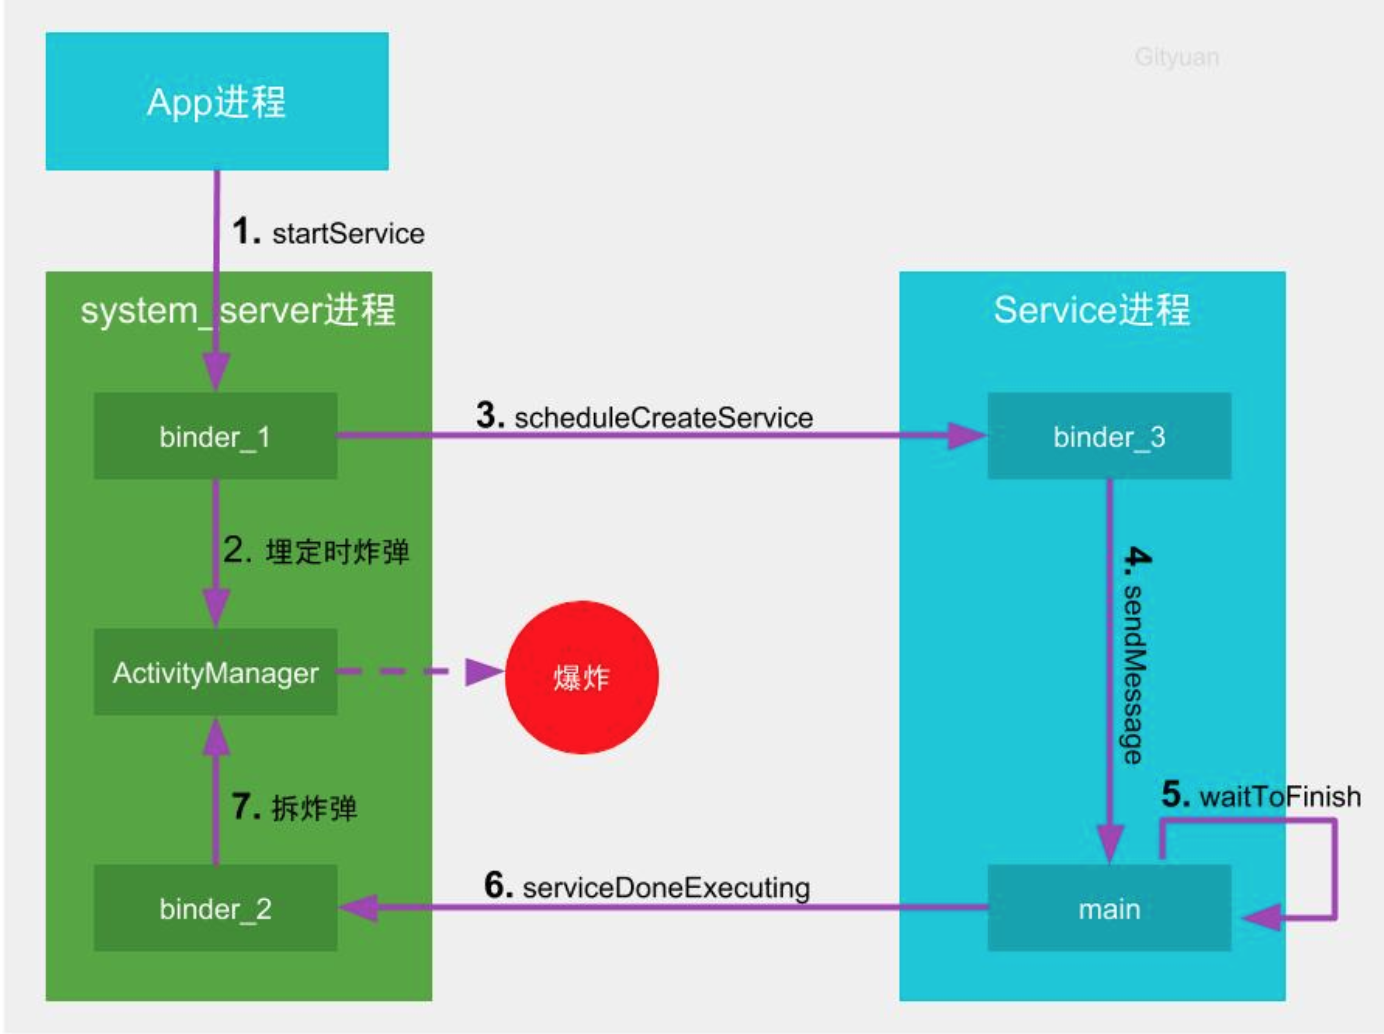 Gityuan
App进程
1. startService
system_server进程
Service进程
binder_1
3. scheduleCreateService
binder_3
2. 埋定时炸弹
4. sendMessage
ActivityManager
爆炸
7. 拆炸弹
5. waitToFinish
6. serviceDoneExecuting
binder_2
main